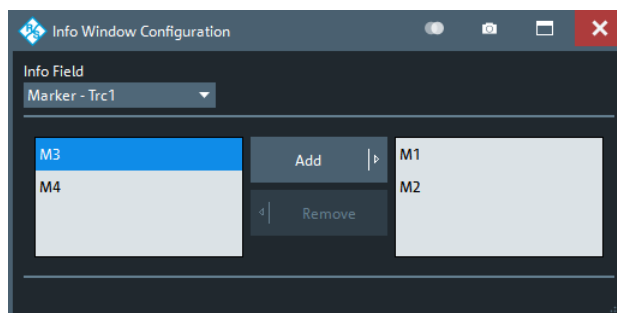 R&S Info Window Configuration
Info Field
Marker - Trc1
M3
M4
Add
Remove
M1
M2